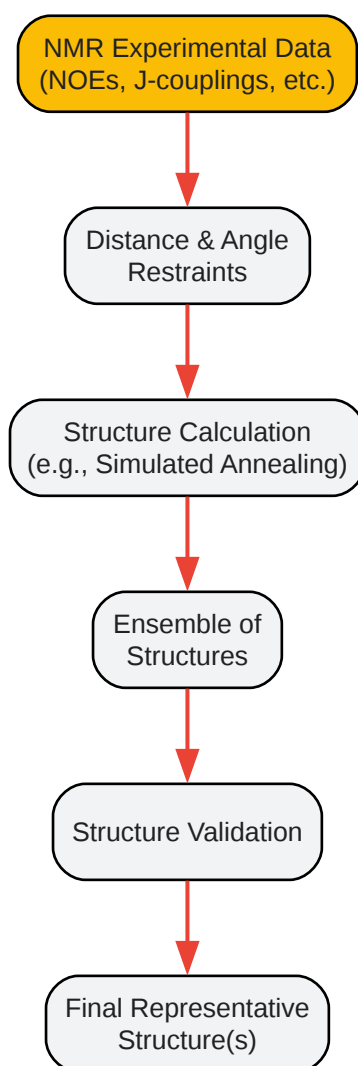 NMR Experimental Data
(NOEs, J-couplings, etc.)
Distance & Angle
Restraints
Structure Calculation
(e.g., Simulated Annealing)
Ensemble of
Structures
Structure Validation
Final Representative
Structure(s)